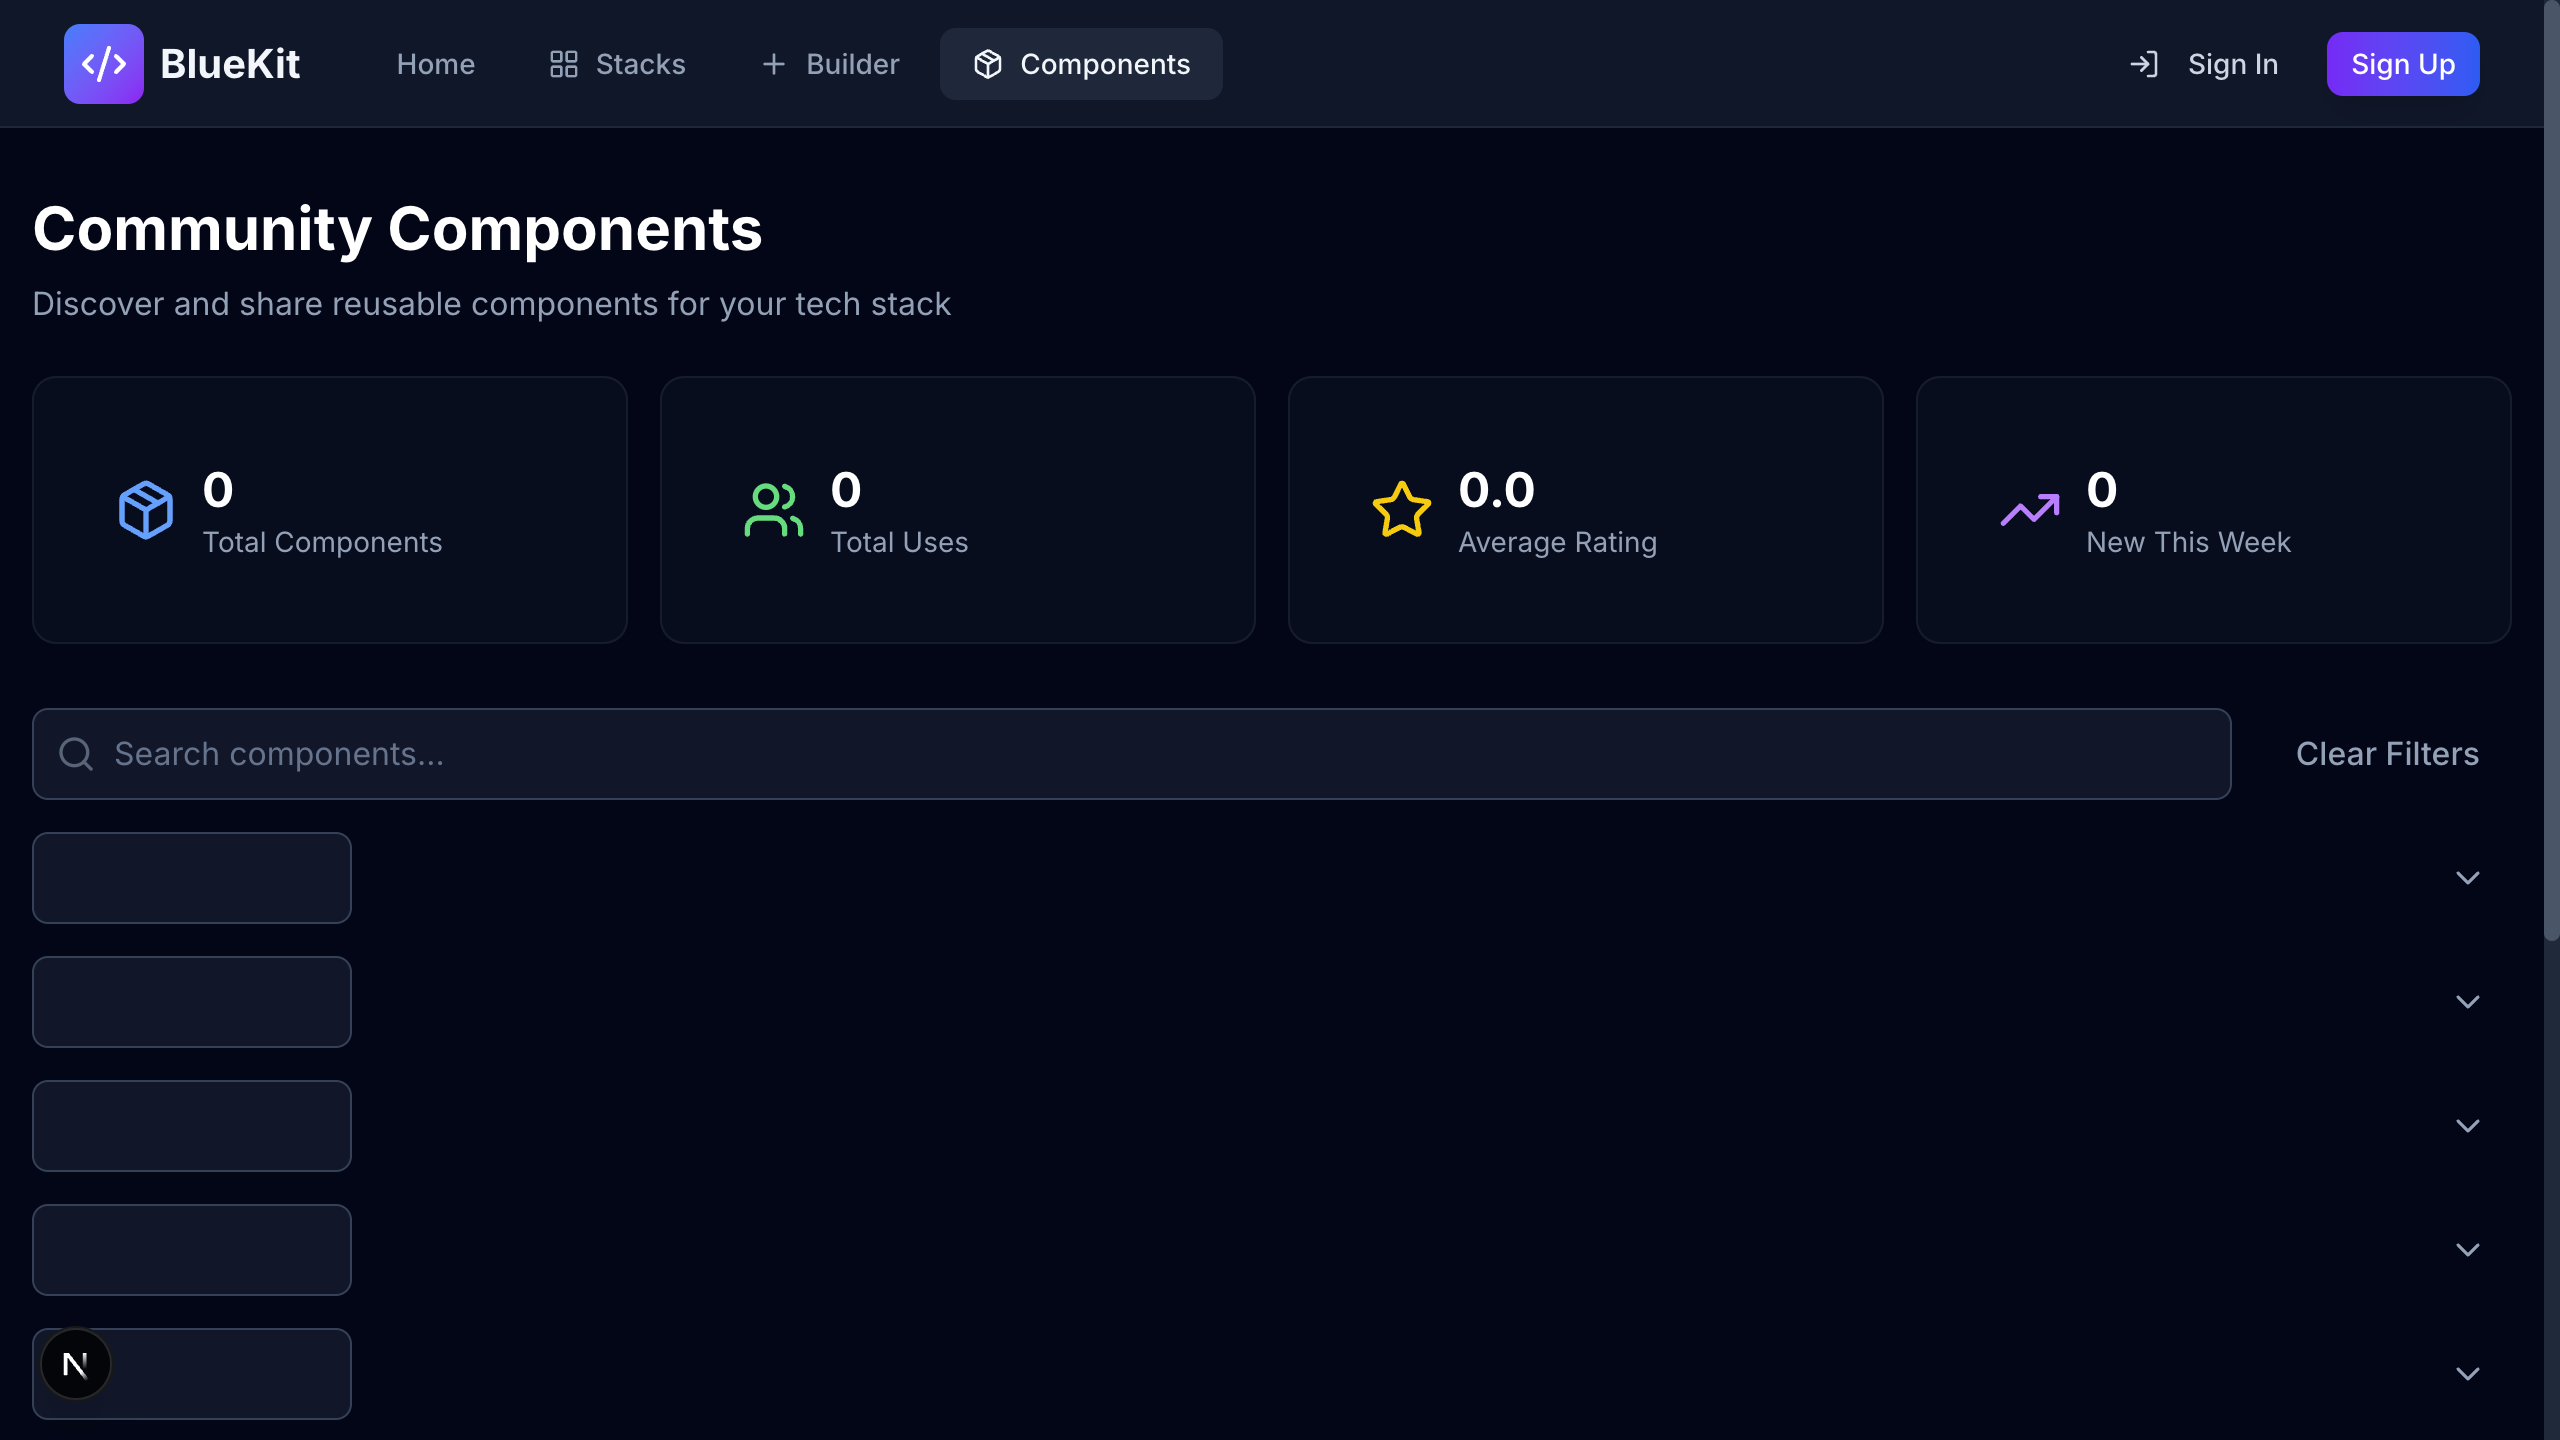 BlueKit
Home
Stacks
Builder
Components
Sign In
Sign Up
Community Components
Discover and share reusable components for your tech stack
0
Total Components
0
Total Uses
0.0
Average Rating
0
New This Week
Search components...
Clear Filters
N